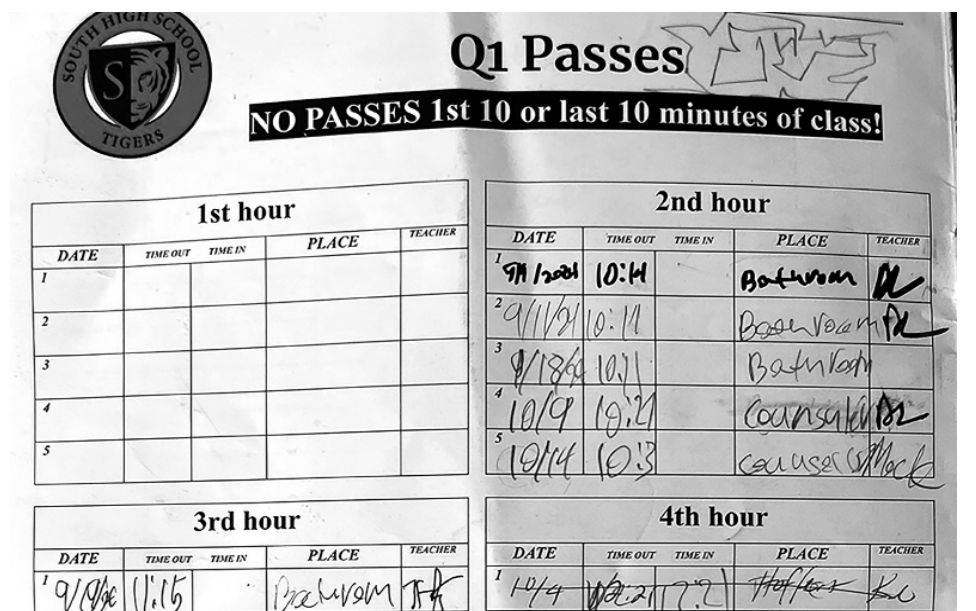 SOUTH HIGH SCHOOL
S
TIGERS
Q1 Passes
NO PASSES 1st 10 or last 10 minutes of class!
1st hour
DATE TIME OUT TIME IN PLACE TEACHER
1
2
3
4
5
2nd hour
DATE TIME OUT TIME IN PLACE TEACHER
1 10:14 Bathroom
2 9/11/21 10:11 Bathroom
3 Bathroom
4 10/9 10:21
5 10/14 10:3
3rd hour
DATE TIME OUT TIME IN PLACE TEACHER
1 11:15 Bathroom
4th hour
DATE TIME OUT TIME IN PLACE TEACHER
1 10/4